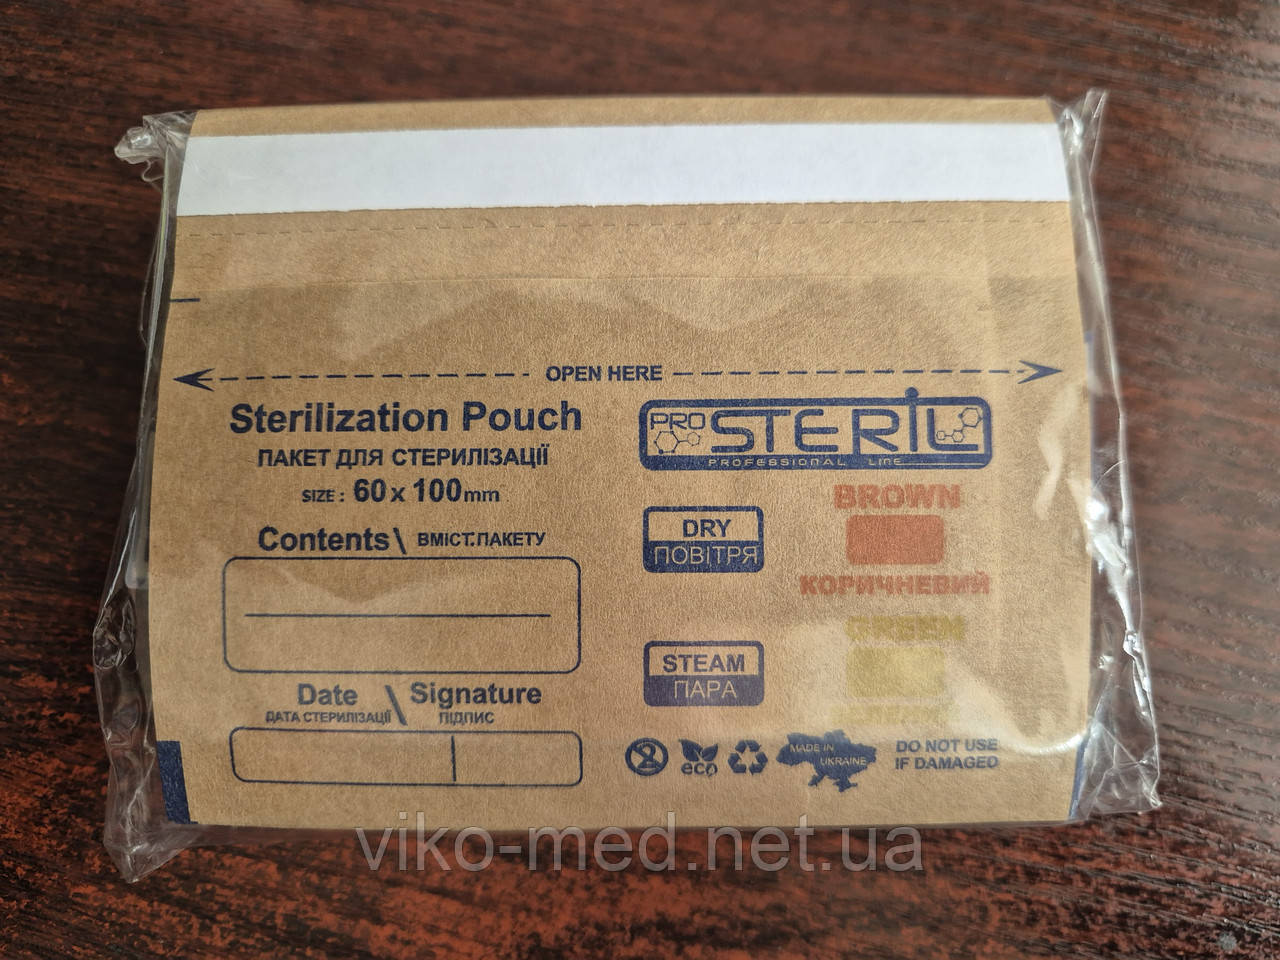 OPEN HERE
Sterilization Pouch
ПАКЕТ ДЛЯ СТЕРИЛІЗАЦІЇ
SIZE : 60 x 100mm
PRO STERIL
PROFESSIONAL LINE
Contents \ ВМІСТ.ПАКЕТУ
DRY
ПОВІТРЯ
BROWN
КОРИЧНЕВИЙ
STEAM
ПАРА
GREEN
Date \ Signature
ДАТА СТЕРИЛІЗАЦІЇ ПІДПИС
2
eco
MADE IN
UKRAINE
DO NOT USE
IF DAMAGED
viko-med.net.ua